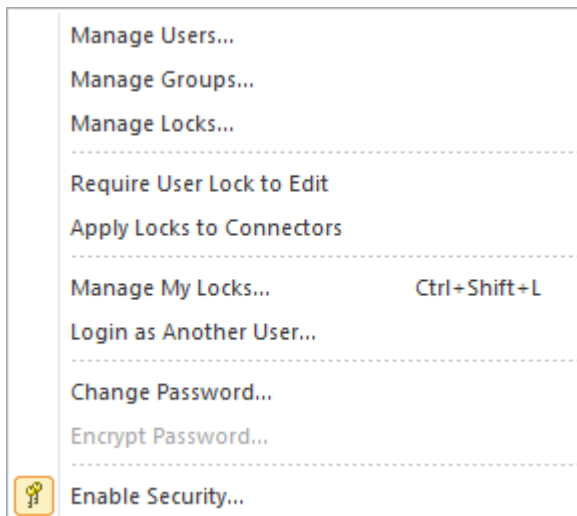 Manage Users...
Manage Groups...
Manage Locks...
Require User Lock to Edit
Apply Locks to Connectors
Manage My Locks... Ctrl+Shift+L
Login as Another User...
Change Password...
Encrypt Password...
Enable Security...